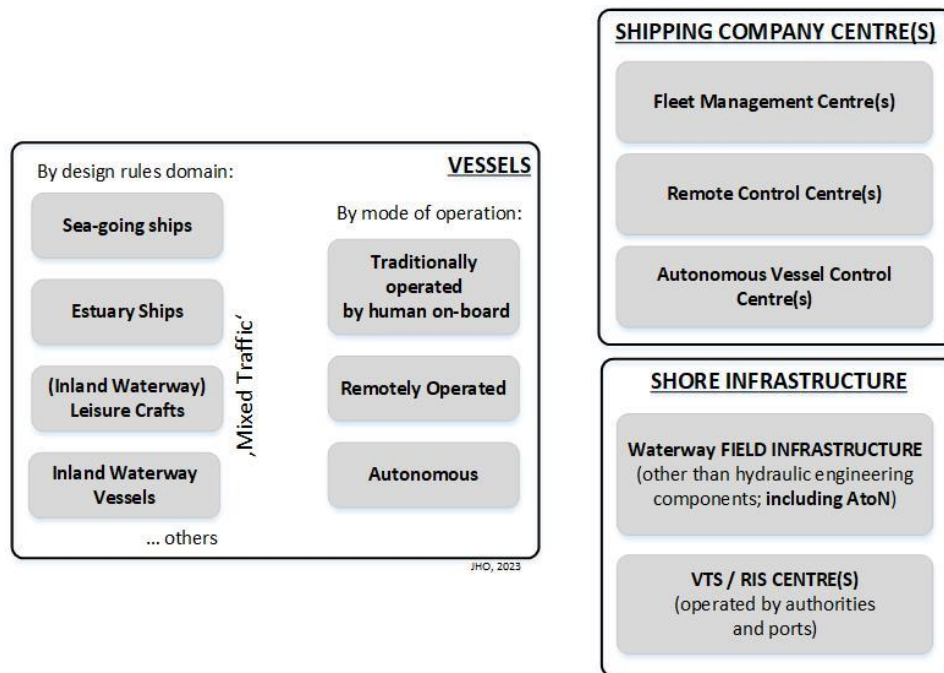 SHIPPING COMPANY CENTRE(S)
Fleet Management Centre(s)
Remote Control Centre(s)
Autonomous Vessel Control
Centre(s)
VESSELS
By design rules domain:
Sea-going ships
Estuary Ships
(Inland Waterway)
Leisure Crafts
Inland Waterway
Vessels
... others
‚Mixed Traffic‘
By mode of operation:
Traditionally
operated
by human on-board
Remotely Operated
Autonomous
JHO, 2023
SHORE INFRASTRUCTURE
Waterway FIELD INFRASTRUCTURE
(other than hydraulic engineering
components; including AtoN)
VTS / RIS CENTRE(S)
(operated by authorities
and ports)